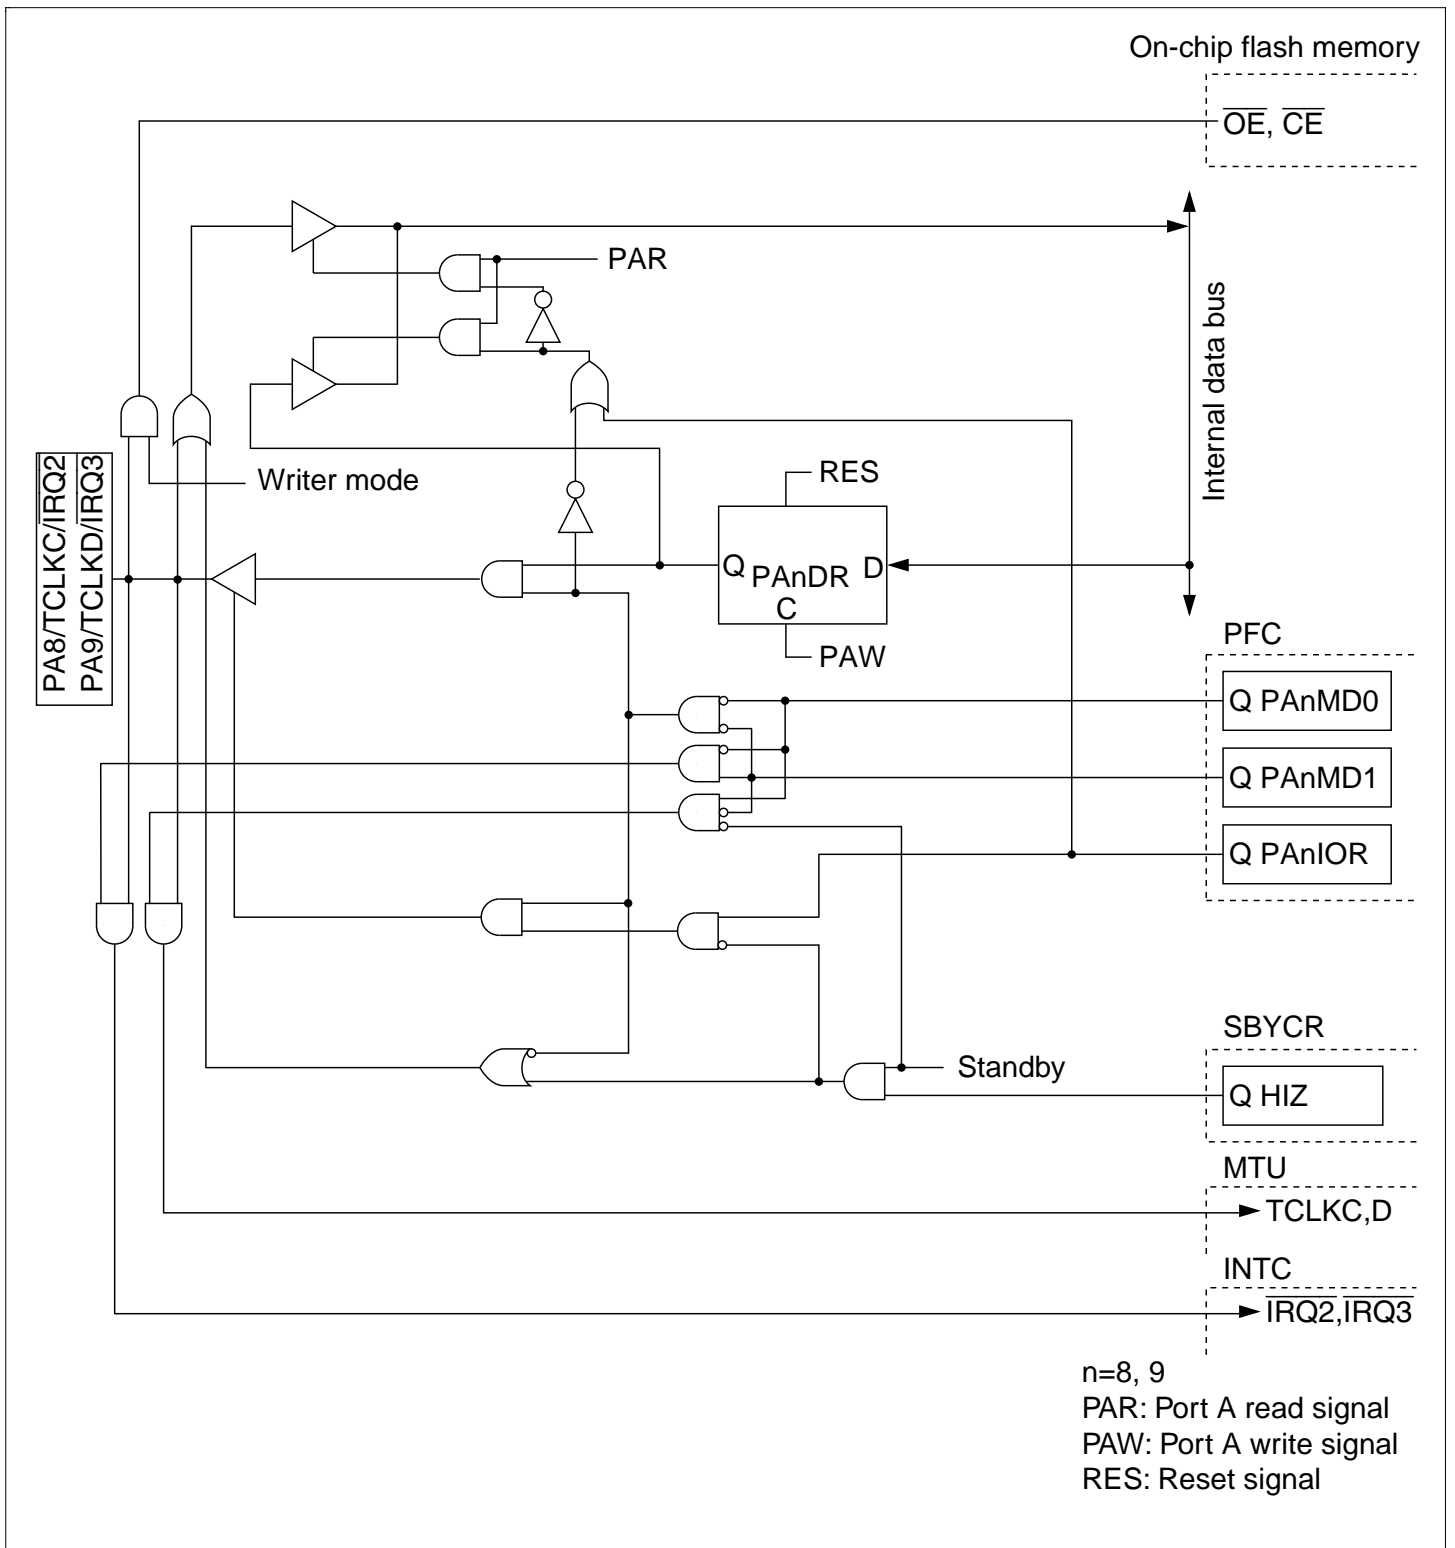 On-chip flash memory
OE, CE
PAR
Internal data bus
Writer mode
PA8/TCLKC/IRQ2
PA9/TCLKD/IRQ3
RES
Q PAnDR D
C
PAW
PFC
Q PAnMD0
Q PAnMD1
Q PAnIOR
SBYCR
Standby
Q HIZ
MTU
TCLKC,D
INTC
IRQ2,IRQ3
n=8, 9
PAR: Port A read signal
PAW: Port A write signal
RES: Reset signal